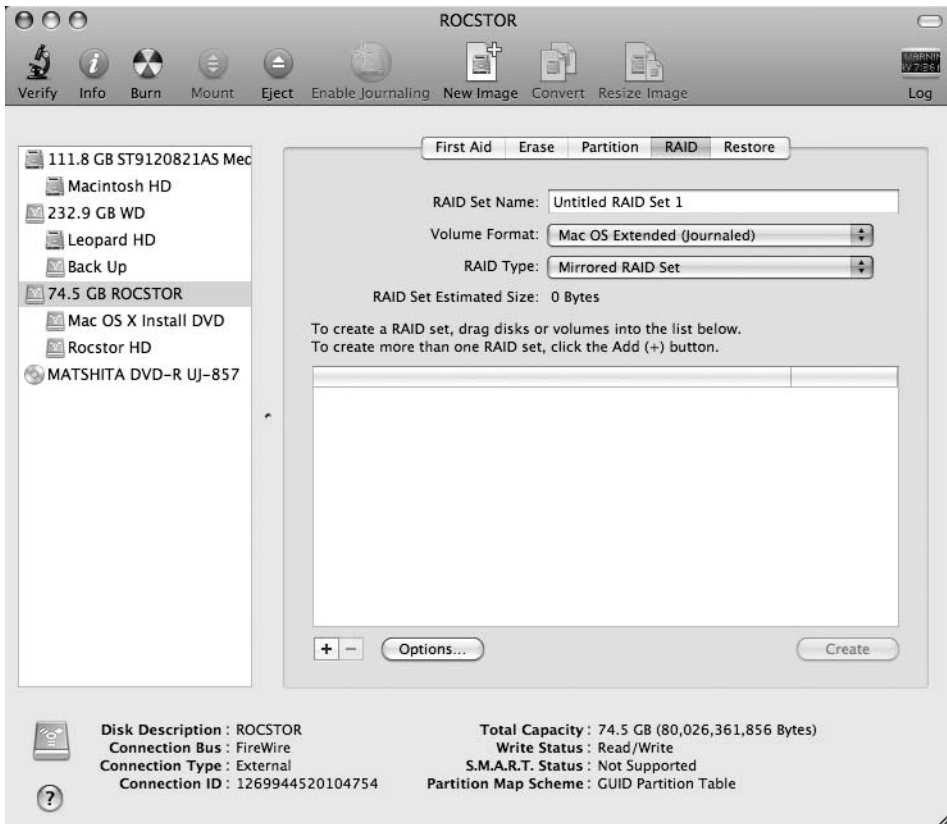 ROCSTOR
Verify Info Burn Mount Eject Enable Journaling New Image Convert Resize Image Log
111.8 GB ST9120821AS Med
Macintosh HD
232.9 GB WD
Leopard HD
Back Up
74.5 GB ROCSTOR
Mac OS X Install DVD
Rocstor HD
MATSHITA DVD-R UJ-857
First Aid Erase Partition RAID Restore
RAID Set Name: Untitled RAID Set 1
Volume Format: Mac OS Extended (Journaled)
RAID Type: Mirrored RAID Set
RAID Set Estimated Size: 0 Bytes
To create a RAID set, drag disks or volumes into the list below.
To create more than one RAID set, click the Add (+) button.
+ − Options... Create
Disk Description : ROCSTOR
Connection Bus : FireWire
Connection Type : External
Connection ID : 1269944520104754
Total Capacity : 74.5 GB (80,026,361,856 Bytes)
Write Status : Read/Write
S.M.A.R.T. Status : Not Supported
Partition Map Scheme : GUID Partition Table
?